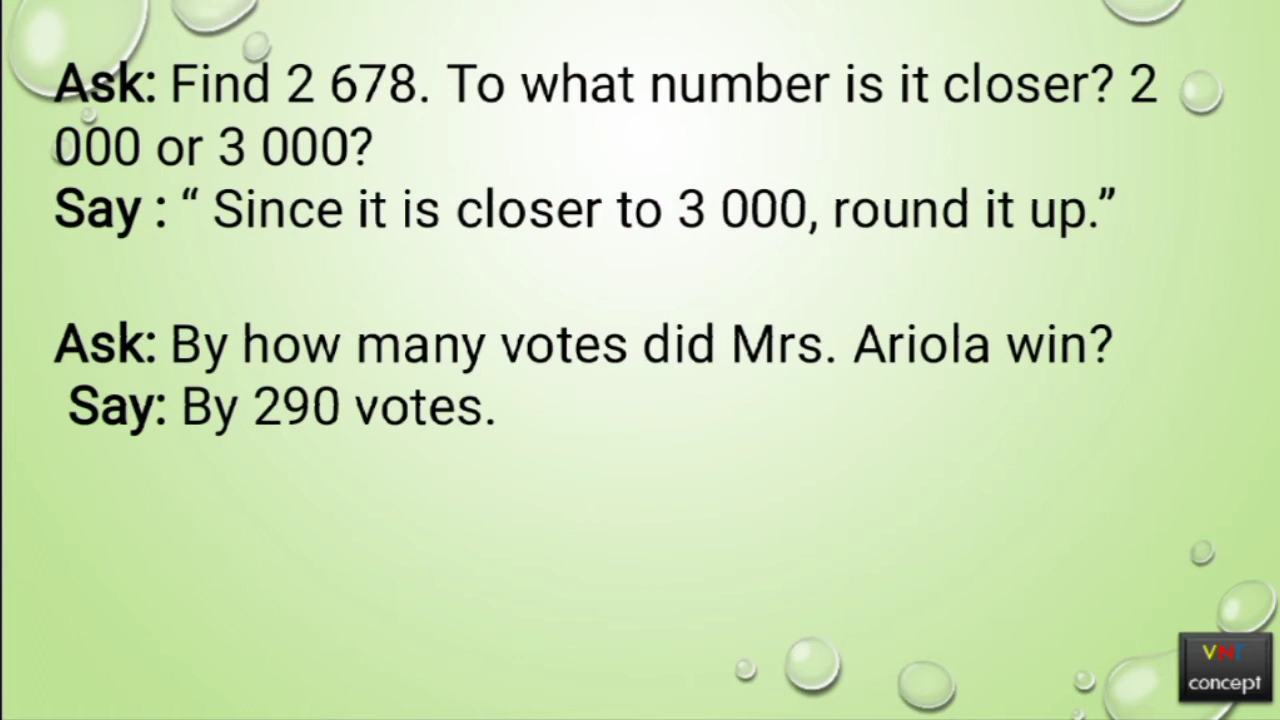 Ask: Find 2 678. To what number is it closer? 2
000 or 3 000?
Say : “ Since it is closer to 3 000, round it up.”
Ask: By how many votes did Mrs. Ariola win?
Say: By 290 votes.
VNT
concept